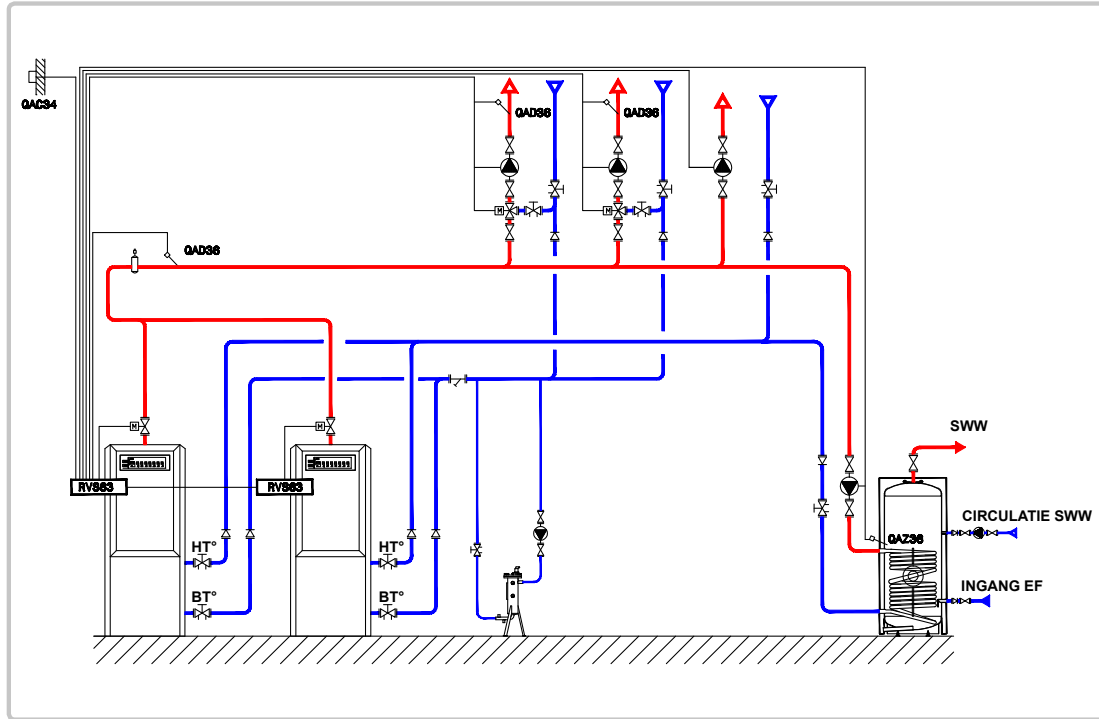 QAC34
QAD36
QAD36
QAD36
M
M
M
M
RVS63
RVS63
HT°
HT°
BT°
BT°
SWW
CIRCULATIE SWW
QAZ36
INGANG EF